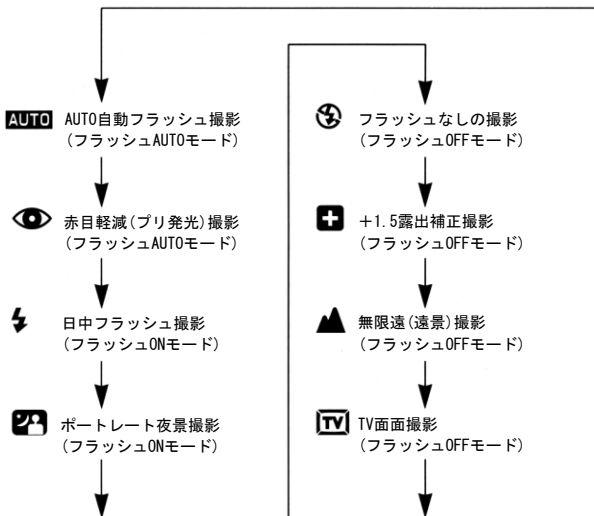 AUTO AUTO自動フラッシュ撮影
(フラッシュAUTOモード)
赤目軽減(プリ発光)撮影
(フラッシュAUTOモード)
日中フラッシュ撮影
(フラッシュONモード)
ポートレート夜景撮影
(フラッシュONモード)
フラッシュなしの撮影
(フラッシュOFFモード)
+1.5露出補正撮影
(フラッシュOFFモード)
無限遠(遠景)撮影
(フラッシュOFFモード)
TV TV面面撮影
(フラッシュOFFモード)